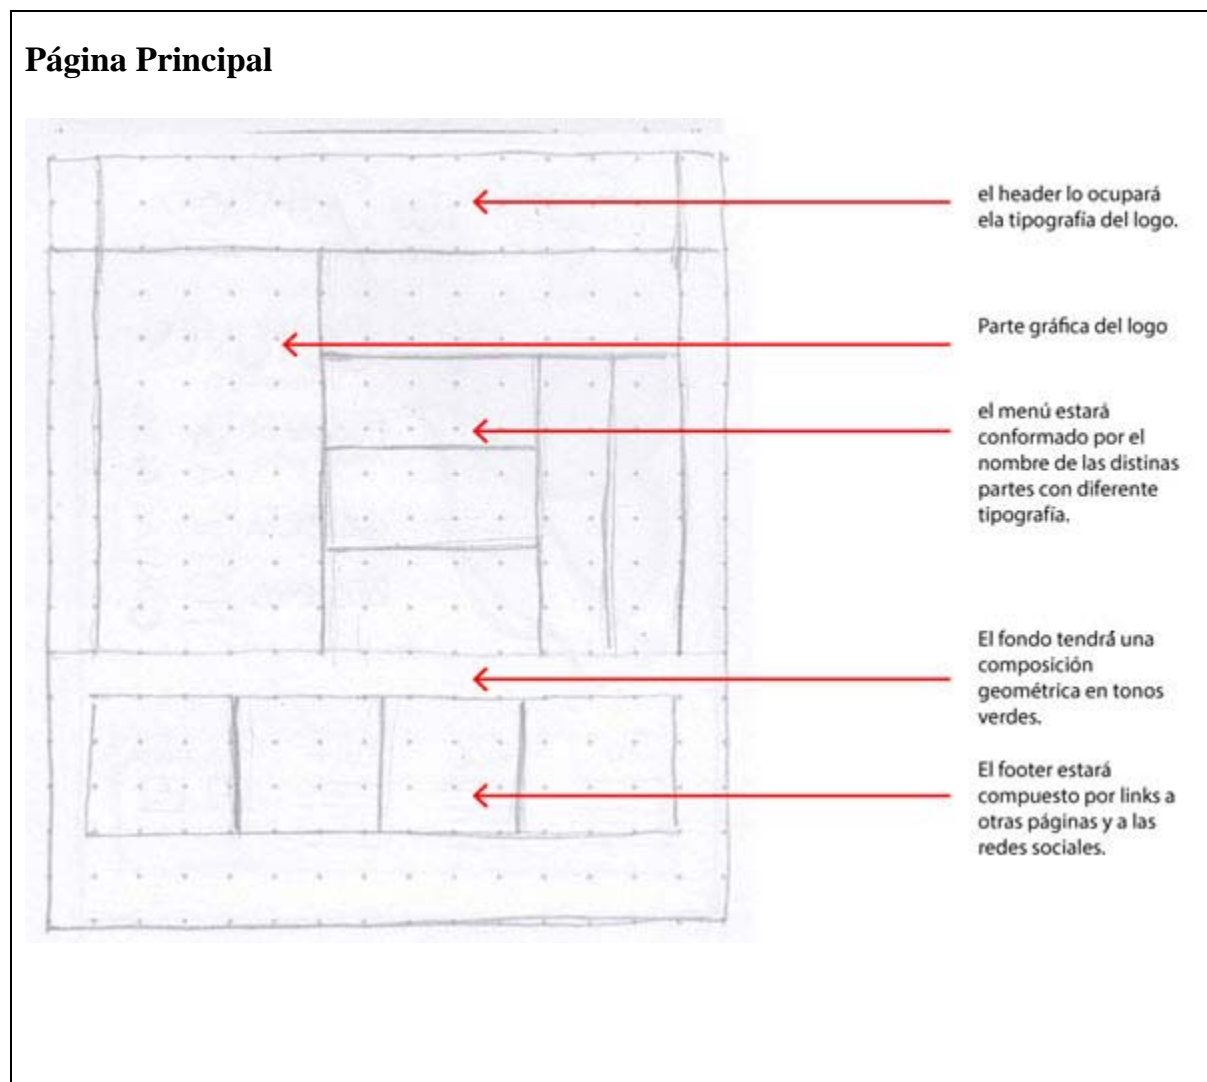 Página Principal
el header lo ocupará
ela tipografía del logo.
Parte gráfica del logo
el menú estará
conformado por el
nombre de las distinas
partes con diferente
tipografía.
El fondo tendrá una
composición
geométrica en tonos
verdes.
El footer estará
compuesto por links a
otras páginas y a las
redes sociales.